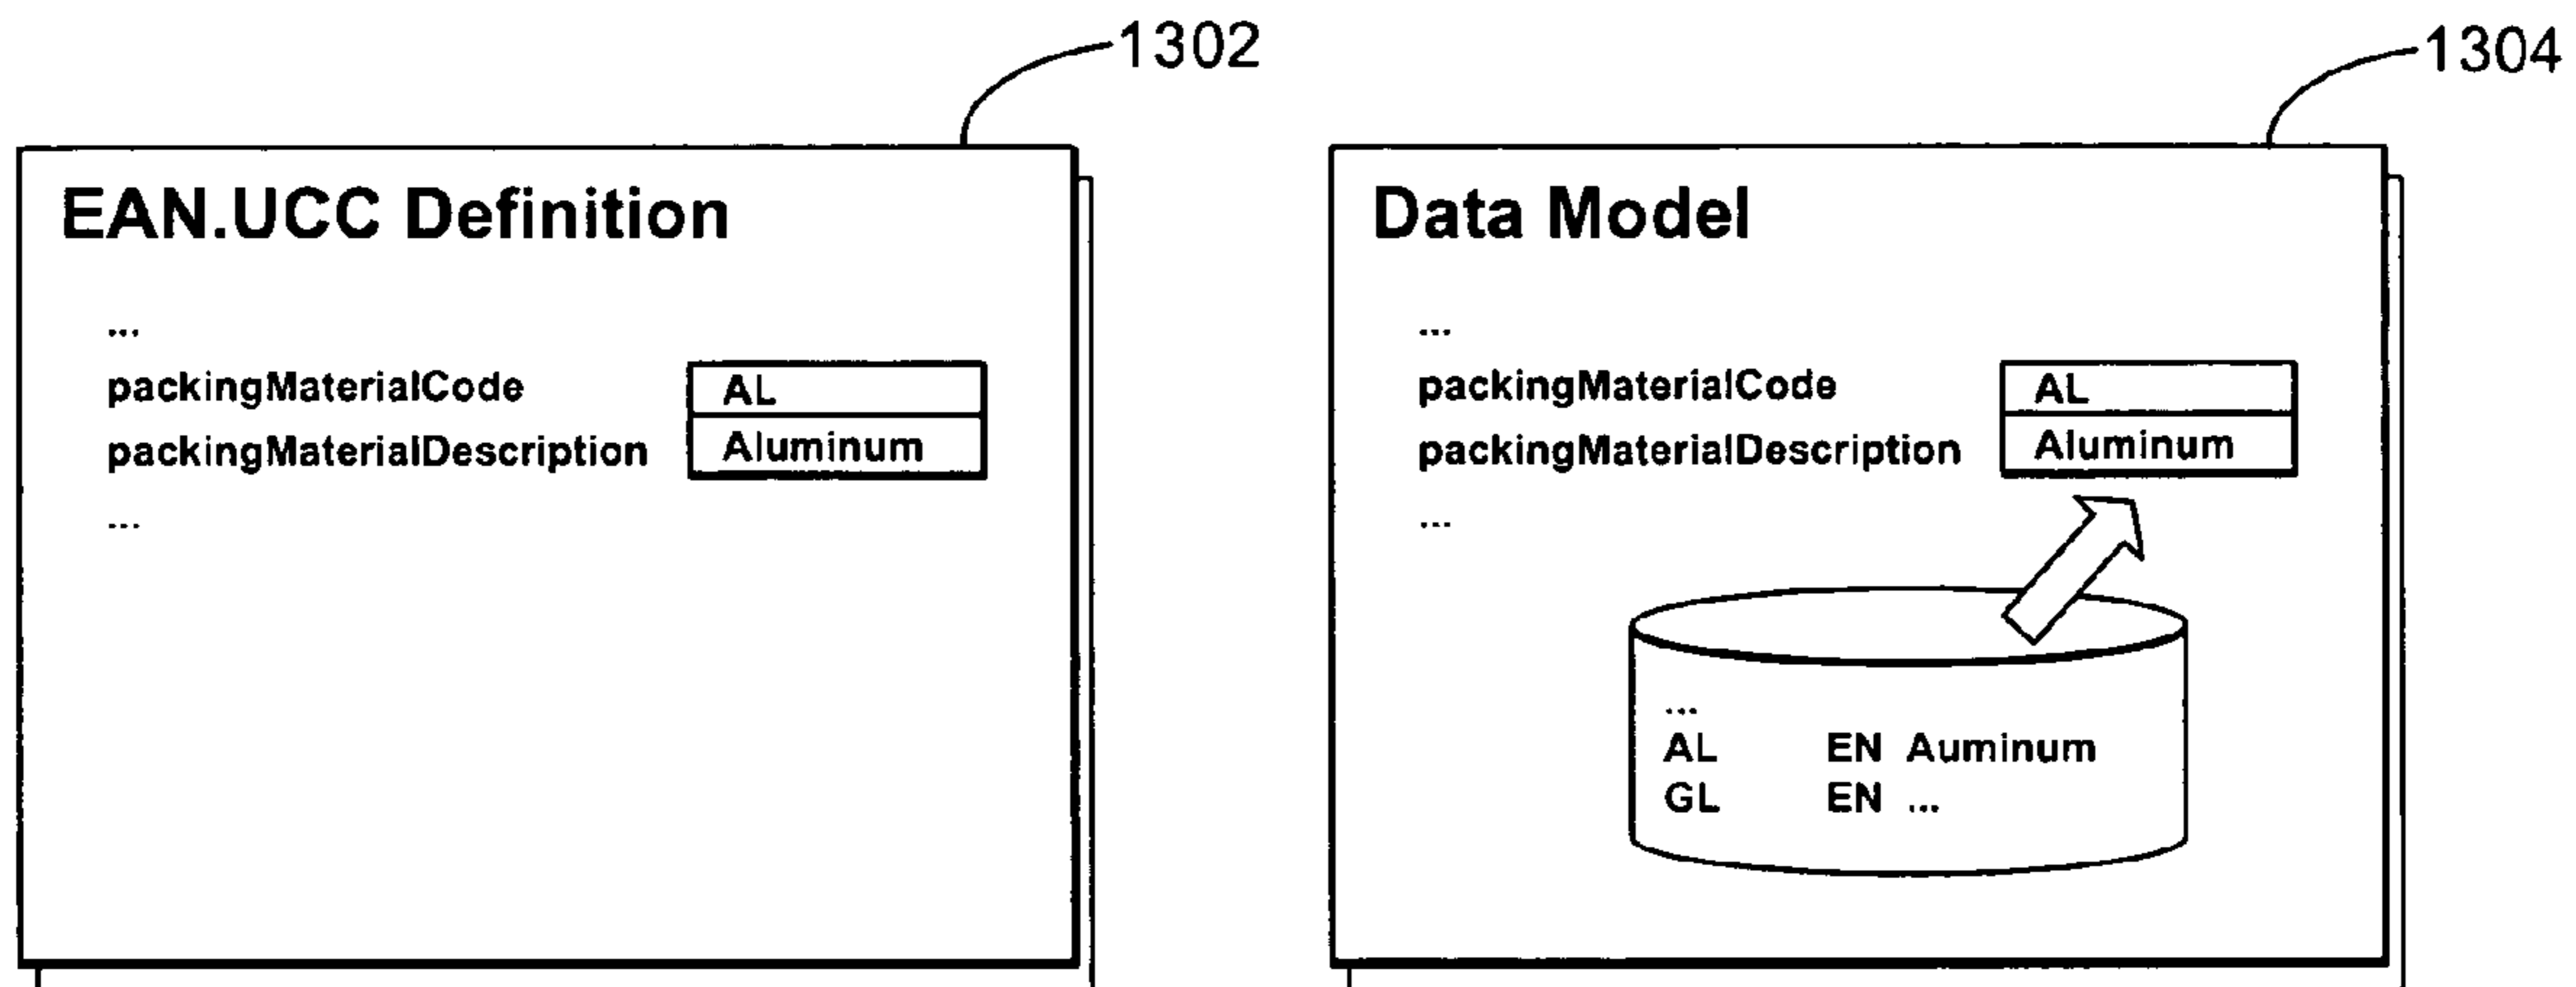 1302
EAN.UCC Definition
...
packingMaterialCode AL
packingMaterialDescription Aluminum
...
1304
Data Model
...
packingMaterialCode AL
packingMaterialDescription Aluminum
...
...
AL EN Auminum
GL EN ...